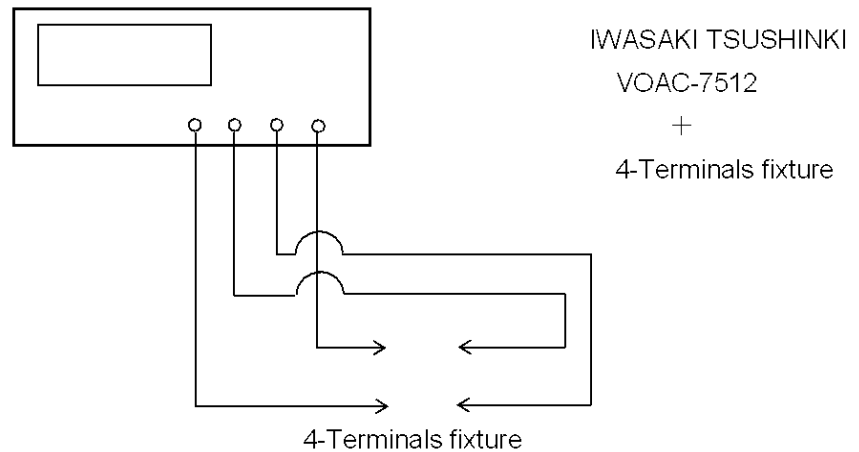 IWASAKI TSUSHINKI
VOAC-7512
+
4-Terminals fixture
4-Terminals fixture